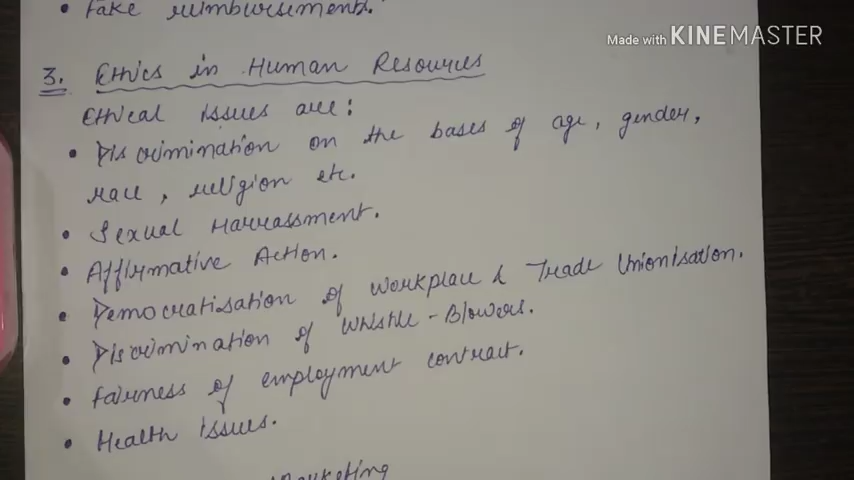 • Fake reimbursements.
Made with KINEMASTER
3. Ethics in Human Resources
Ethical issues are:
• Discrimination on the bases of age, gender,
race, religion etc.
• Sexual Harrassment.
• Affirmative Action.
• Democratisation of workplace & Trade Unionisation.
• Discrimination of Whistle-Blowers.
• Fairness of employment contract.
• Health issues.
Marketing